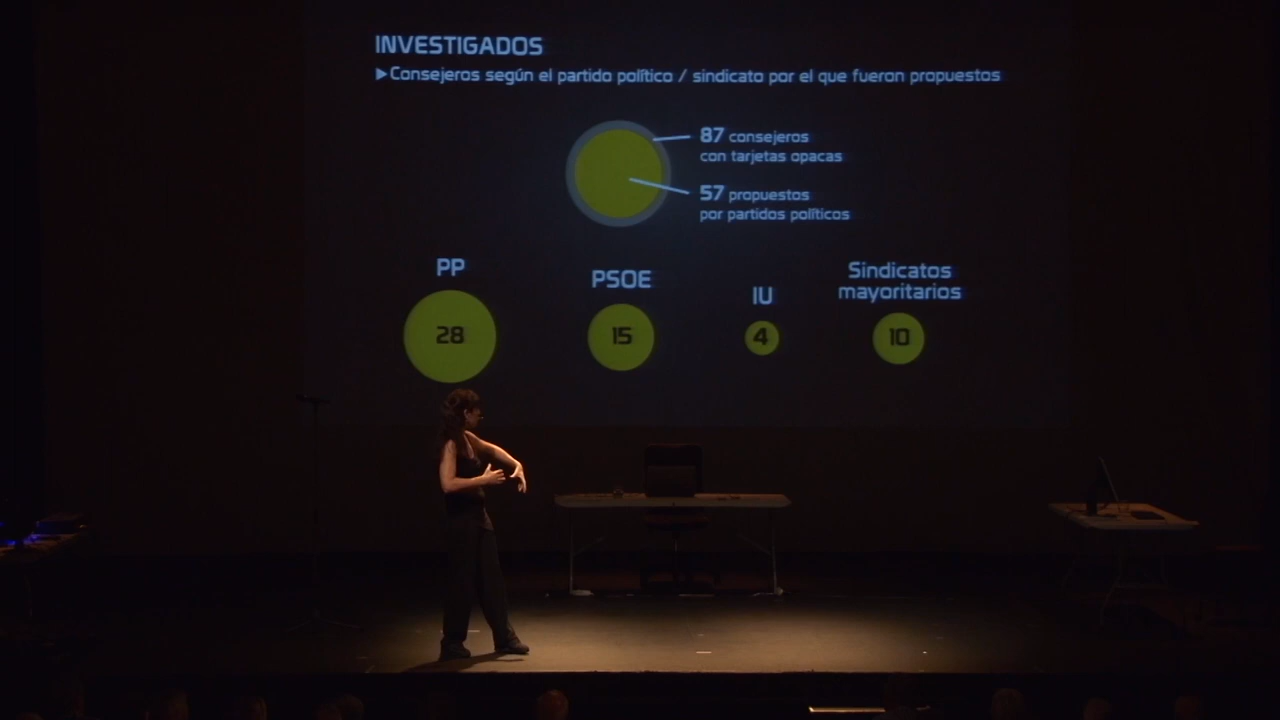 INVESTIGADOS
▶Consejeros según el partido político / sindicato por el que fueron propuestos
87 consejeros
con tarjetas opacas
57 propuestos
por partidos políticos
PP
PSOE
IU
Sindicatos
mayoritarios
28
15
4
10